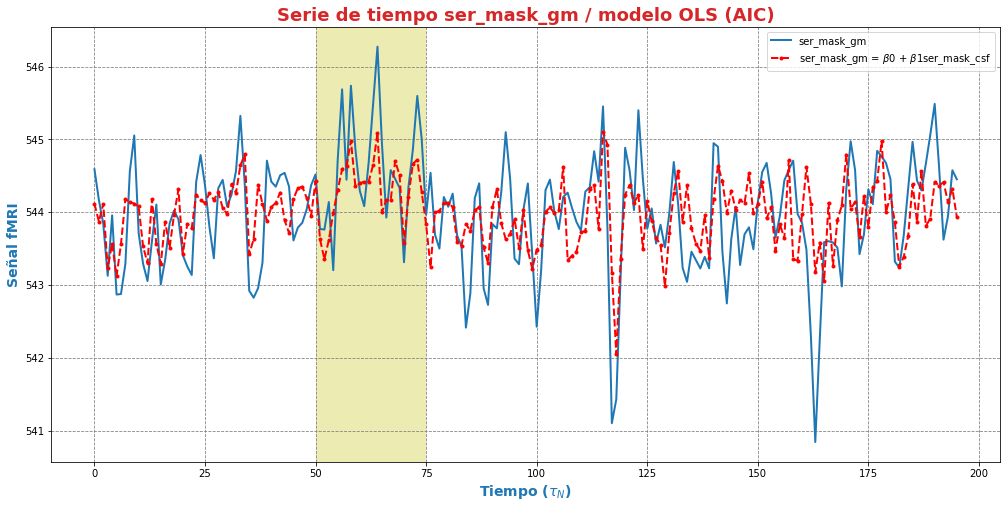 Serie de tiempo ser_mask_gm / modelo OLS (AIC)
ser_mask_gm
ser_mask_gm = β0 + β1ser_mask_csf
Señal fMRI
546
545
544
543
542
541
0 25 50 75 100 125 150 175 200
Tiempo (τ_N)